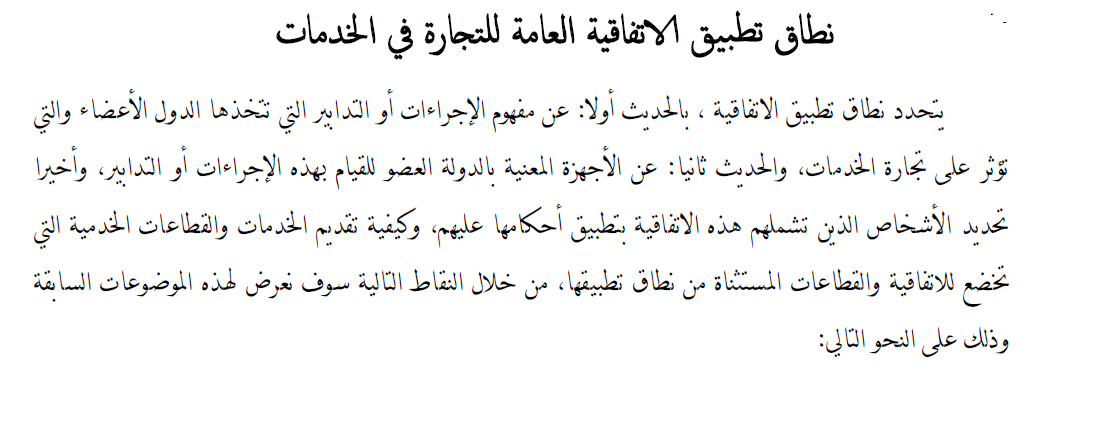 نطاق تطبيق الاتفاقية العامة للتجارة في الخدمات
يتحدد نطاق تطبيق الاتفاقية ، بالحديث أولا: عن مفهوم الإجراءات أو التدابير التي تتخذها الدول الأعضاء والتي
تؤثر على تجارة الخدمات، والحديث ثانيا: عن الأجهزة المعنية بالدولة العضو للقيام بهذه الإجراءات أو التدابير، وأخيرا
تحديد الأشخاص الذين تشملهم هذه الاتفاقية بتطبيق أحكامها عليهم، وكيفية تقديم الخدمات والقطاعات الخدمية التي
تخضع للاتفاقية والقطاعات المستثناة من نطاق تطبيقها، من خلال النقاط التالية سوف نعرض لهذه الموضوعات السابقة
وذلك على النحو التالي: